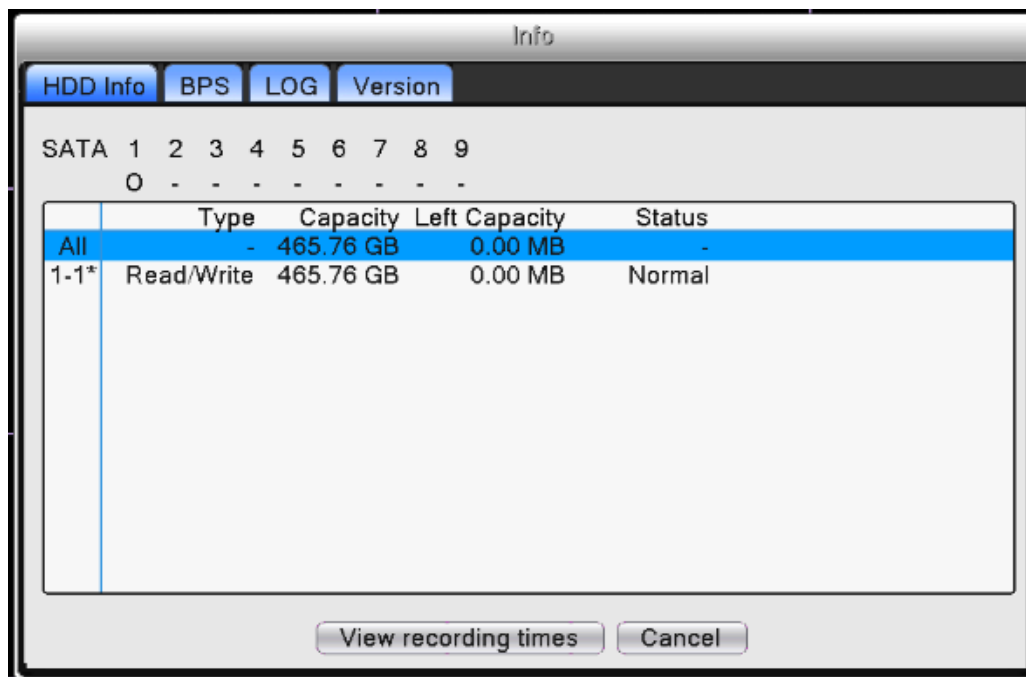 Info
HDD Info BPS LOG Version
SATA 1 2 3 4 5 6 7 8 9
O - - - - - - - -
Type Capacity Left Capacity Status
All - 465.76 GB 0.00 MB -
1-1* Read/Write 465.76 GB 0.00 MB Normal
View recording times Cancel